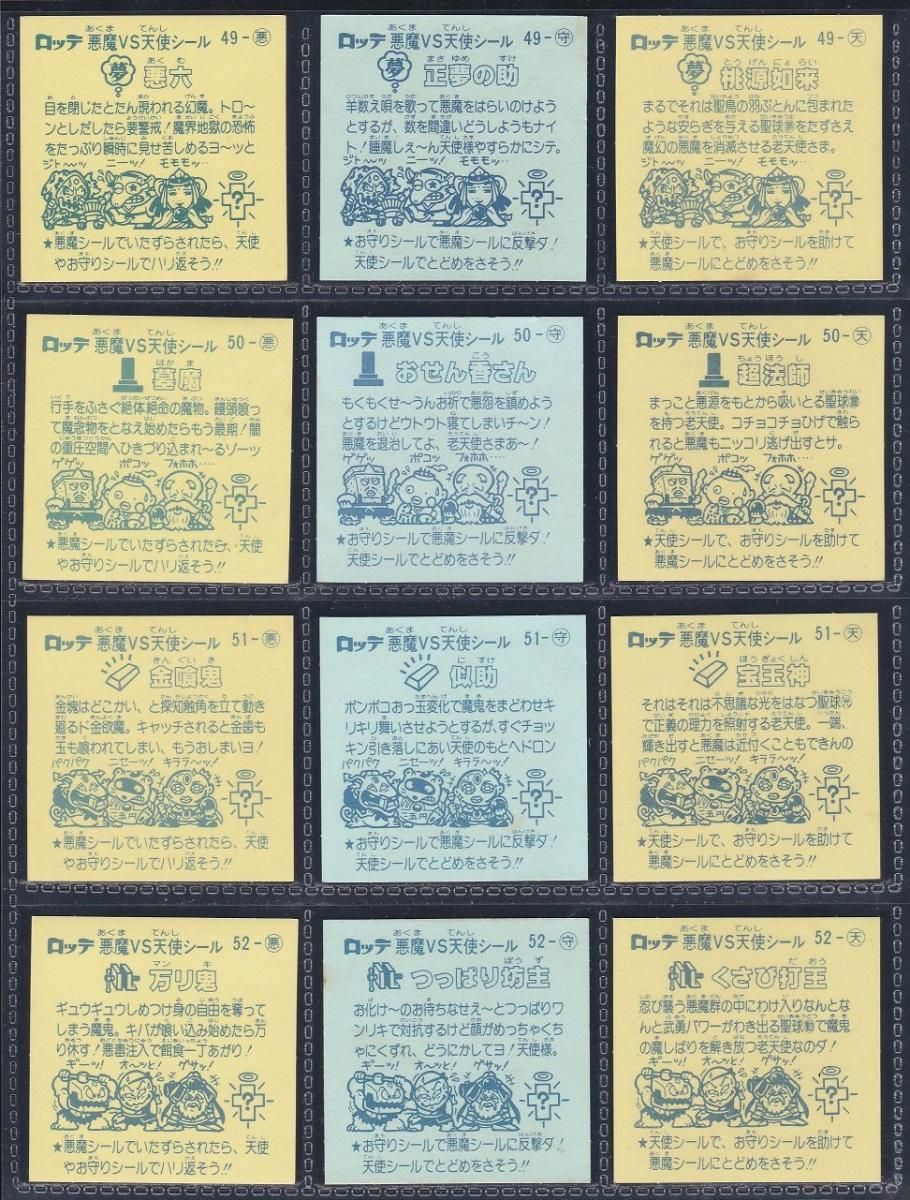 ロッテ 悪魔VS天使シール 49-悪
夢 悪六
目を閉じたとたん現われる幻魔。トロ〜
ンとしだしたら要警戒！魔界地獄の恐怖
をたっぷり瞬時に見せ苦しめるヨ〜ッと
ジト〜〜ッ ニーッ！ モモモッ…
？
★悪魔シールでいたずらされたら、天使
やお守りシールでハリ返そう!!
ロッテ 悪魔VS天使シール 49-守
夢 正夢の助
羊数え唄を歌って悪魔をはらいのけよう
とするが、数を間違いどうしようもナイ
ト！睡魔しぇ〜ん天使様やすらかにシテ。
ジト〜〜ッ ニーッ！ モモモッ…
？
★お守りシールで悪魔シールに反撃ダ！
天使シールでとどめをさそう!!
ロッテ 悪魔VS天使シール 49-天
夢 桃源如来
まるでそれは聖鳥の羽ぶとんに包まれた
ような安らぎを与える聖球夢をたずさえ
魔幻の悪魔を消滅させる老天使さま。
ジト〜〜ッ ニーッ！ モモモッ…
？
★天使シールで、お守りシールを助けて
悪魔シールにとどめをさそう!!
ロッテ 悪魔VS天使シール 50-悪
墓魔
行手をふさぐ絶体絶命の魔物。饅頭喰っ
て魔念物をとなえ始めたらもう最期！闇
の重圧空間へひきづり込まれ〜るゾーッ
ゲゲッ、 ポコッ フォホホ‥‥
？
★悪魔シールでいたずらされたら、天使
やお守りシールでハリ返そう!!
ロッテ 悪魔VS天使シール 50-守
おせん香さん
もくもくせ〜うんお祈で悪怨を鎮めよう
とするけどウトウト寝てしまいチ〜ン！
悪魔を退治してよ、老天使さまあ〜！
ゲゲッ、 ポコッ フォホホ‥‥
？
★お守りシールで悪魔シールに反撃ダ！
天使シールでとどめをさそう!!
ロッテ 悪魔VS天使シール 50-天
超法師
まっこと悪源をもとから吸いとる聖球
を持つ老天使。コチョコチョひげで触ら
れると悪魔もニッコリ逃げ出すとサ。
ゲゲッ、 ポコッ フォホホ‥‥
？
★天使シールで、お守りシールを助けて
悪魔シールにとどめをさそう!!
ロッテ 悪魔VS天使シール 51-悪
金喰鬼
金塊はどこかい、と探知触角を立て動き
廻るド金欲魔。キャッチされると金歯も
玉も喰われてしまい、もうおしまいヨ！
パクパク ニセーッ！ キララ〜ッ！
二玉円
？
★悪魔シールでいたずらされたら、天使
やお守りシールでハリ返そう!!
ロッテ 悪魔VS天使シール 51-守
似助
ポンポコおっ玉変化で魔鬼をまどわせキ
リキリ舞いさせようとするが、すぐチョッ
キン引き落しにあい天使のもとへドロン
パクパク ニセーッ！ キララ〜ッ！
二玉円
？
★お守りシールで悪魔シールに反撃ダ！
天使シールでとどめをさそう!!
ロッテ 悪魔VS天使シール 51-天
宝玉神
それはそれは不思議な光をはなつ聖球光
で正義の理力を照射する老天使。一端、
輝き出すと悪魔は近付くこともできんの
パクパク ニセーッ！ キララ〜ッ！
二玉円
？
★天使シールで、お守りシールを助けて
悪魔シールにとどめをさそう!!
ロッテ 悪魔VS天使シール 52-悪
万リ鬼
ギュウギュウしめつけ身の自由を奪って
しまう魔鬼。キバが喰い込み始めたら万
り休す！悪毒注入で餌食一丁あがり！
ギーッ！ オ〜ッと！ グサッ！
？
★悪魔シールでいたずらされたら、天使
やお守りシールでハリ返そう!!
ロッテ 悪魔VS天使シール 52-守
つっぱり坊主
お化け〜のお待ちなせえ〜とつっぱりワ
ンリキで対抗するけど顔がめっちゃくち
ゃにくずれ、どうにかしてヨ！天使様。
ギーッ！ オ〜ッと！ グサッ！
？
★お守りシールで悪魔シールに反撃ダ！
天使シールでとどめをさそう!!
ロッテ 悪魔VS天使シール 52-天
くさび打王
忍び襲う悪魔群の中にわけ入りなんとな
んと武勇パワーがわき出る聖球で魔鬼
の魔しばりを解き放つ老天使なのダ！
ギーッ！ オ〜ッと！ グサッ！
？
★天使シールで、お守りシールを助けて
悪魔シールにとどめをさそう!!